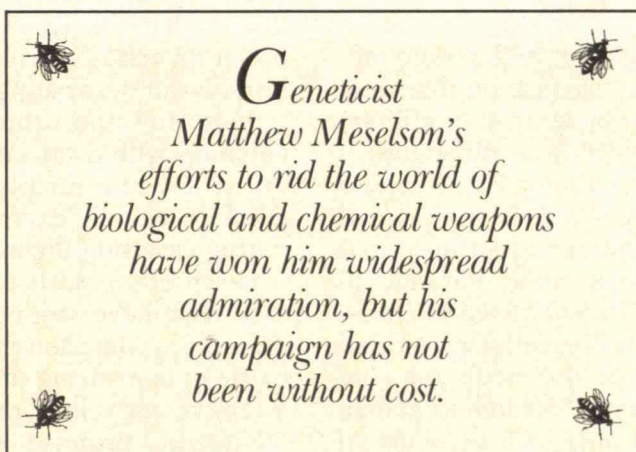 Geneticist
Matthew Meselson's
efforts to rid the world of
biological and chemical weapons
have won him widespread
admiration, but his
campaign has not
been without cost.